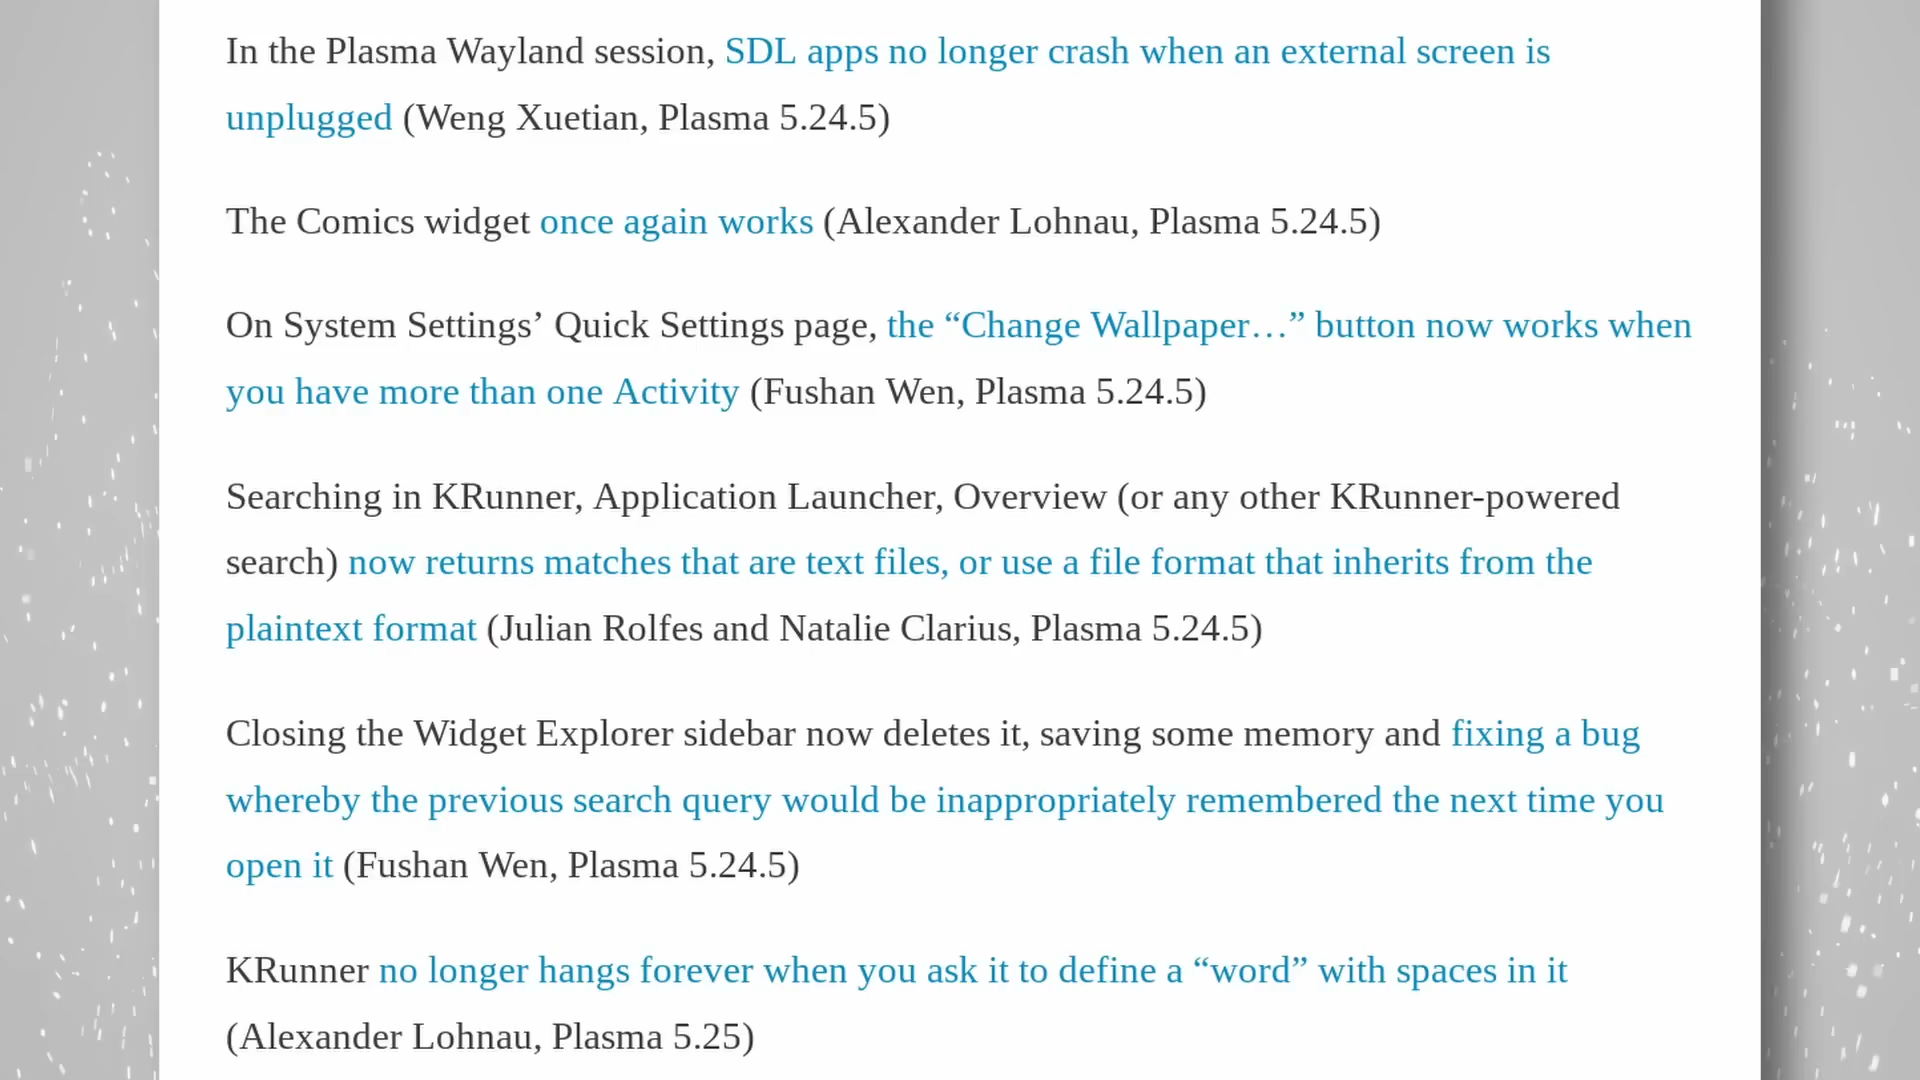 In the Plasma Wayland session, SDL apps no longer crash when an external screen is
unplugged (Weng Xuetian, Plasma 5.24.5)
The Comics widget once again works (Alexander Lohnau, Plasma 5.24.5)
On System Settings’ Quick Settings page, the “Change Wallpaper…” button now works when
you have more than one Activity (Fushan Wen, Plasma 5.24.5)
Searching in KRunner, Application Launcher, Overview (or any other KRunner-powered
search) now returns matches that are text files, or use a file format that inherits from the
plaintext format (Julian Rolfes and Natalie Clarius, Plasma 5.24.5)
Closing the Widget Explorer sidebar now deletes it, saving some memory and fixing a bug
whereby the previous search query would be inappropriately remembered the next time you
open it (Fushan Wen, Plasma 5.24.5)
KRunner no longer hangs forever when you ask it to define a “word” with spaces in it
(Alexander Lohnau, Plasma 5.25)